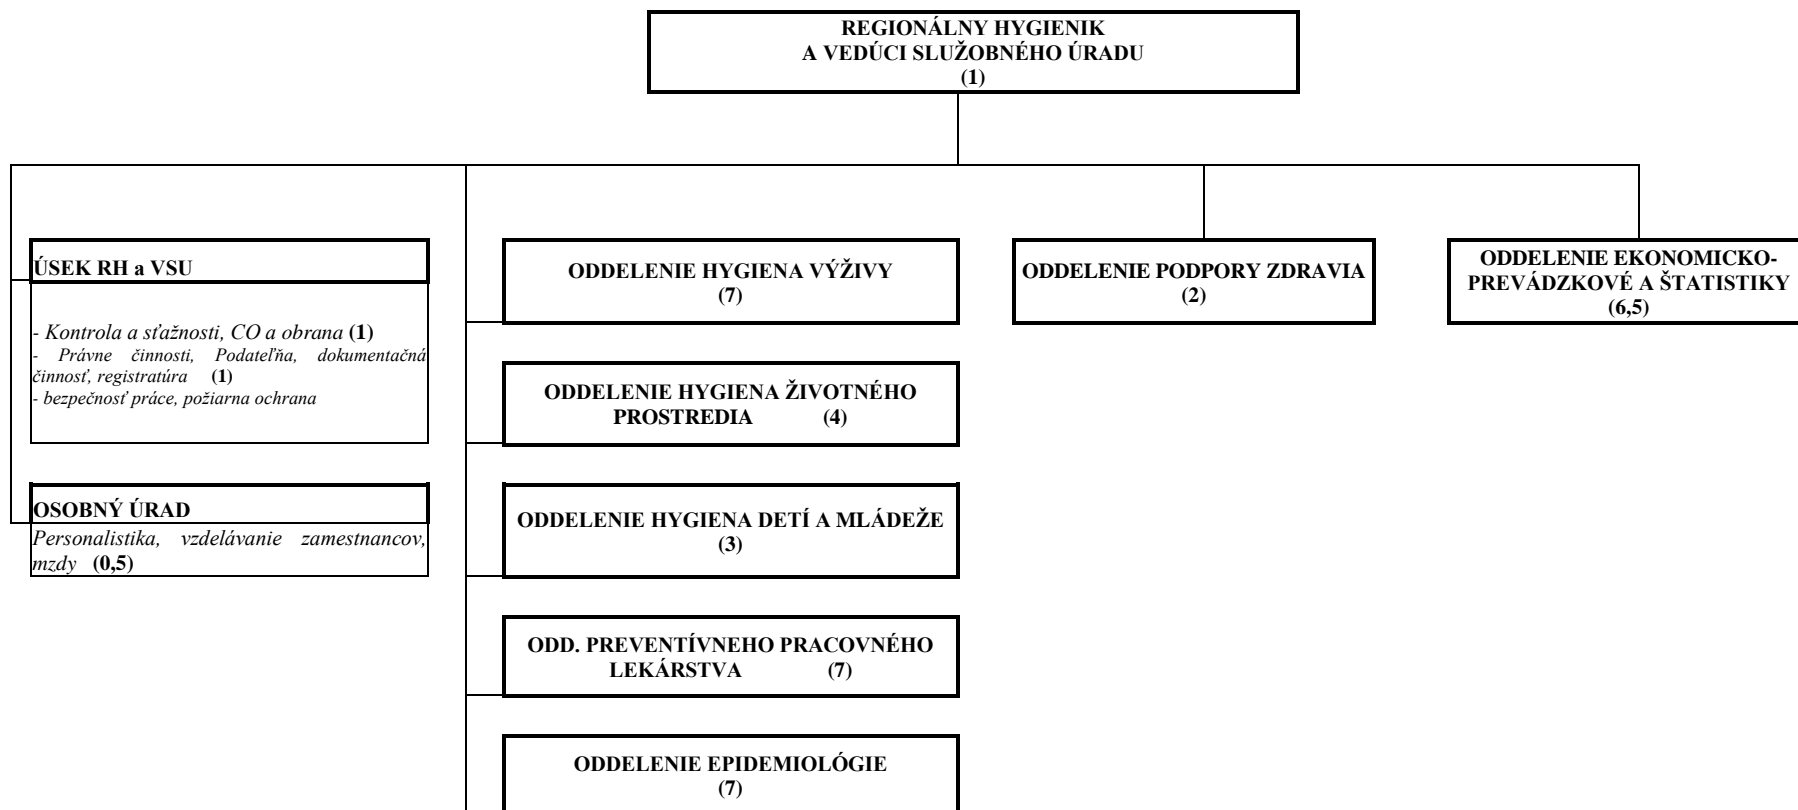 REGIONÁLNY HYGIENIK
A VEDÚCI SLUŽOBNÉHO ÚRADU
(1)
ÚSEK RH a VSU
- Kontrola a sťažnosti, CO a obrana (1)
- Právne činnosti, Podateľňa, dokumentačná
činnosť, registratúra (1)
- bezpečnosť práce, požiarna ochrana
OSOBNÝ ÚRAD
Personalistika, vzdelávanie zamestnancov,
mzdy (0,5)
ODDELENIE HYGIENA VÝŽIVY
(7)
ODDELENIE HYGIENA ŽIVOTNÉHO
PROSTREDIA (4)
ODDELENIE HYGIENA DETÍ A MLÁDEŽE
(3)
ODD. PREVENTÍVNEHO PRACOVNÉHO
LEKÁRSTVA (7)
ODDELENIE EPIDEMIOLÓGIE
(7)
ODDELENIE PODPORY ZDRAVIA
(2)
ODDELENIE EKONOMICKO-
PREVÁDZKOVÉ A ŠTATISTIKY
(6,5)